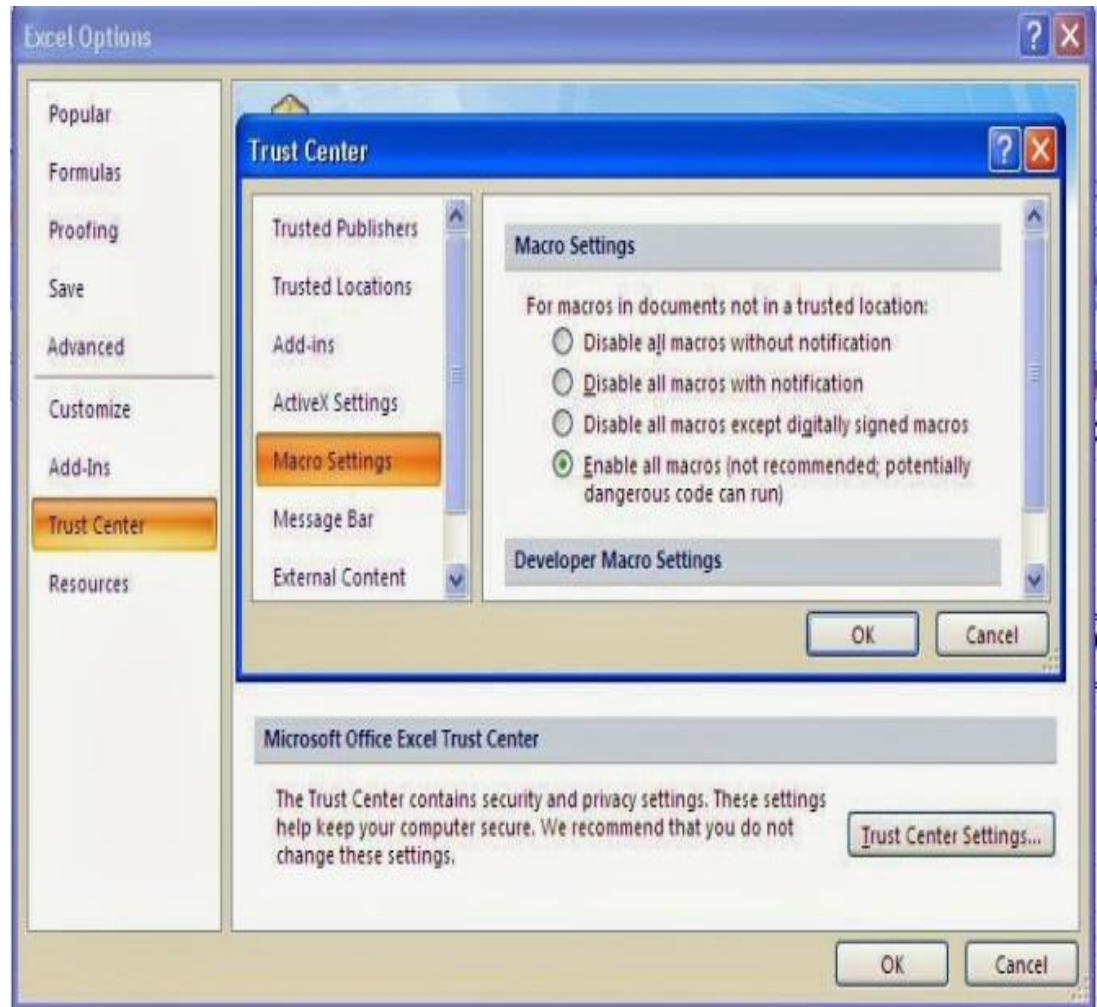 Excel Options
Popular
Formulas
Proofing
Save
Advanced
Customize
Add-Ins
Trust Center
Resources
Trust Center
Trusted Publishers
Trusted Locations
Add-ins
ActiveX Settings
Macro Settings
Message Bar
External Content
Macro Settings
For macros in documents not in a trusted location:
Disable all macros without notification
Disable all macros with notification
Disable all macros except digitally signed macros
Enable all macros (not recommended; potentially
dangerous code can run)
Developer Macro Settings
OK
Cancel
Microsoft Office Excel Trust Center
The Trust Center contains security and privacy settings. These settings
help keep your computer secure. We recommend that you do not
change these settings.
Trust Center Settings...
OK
Cancel